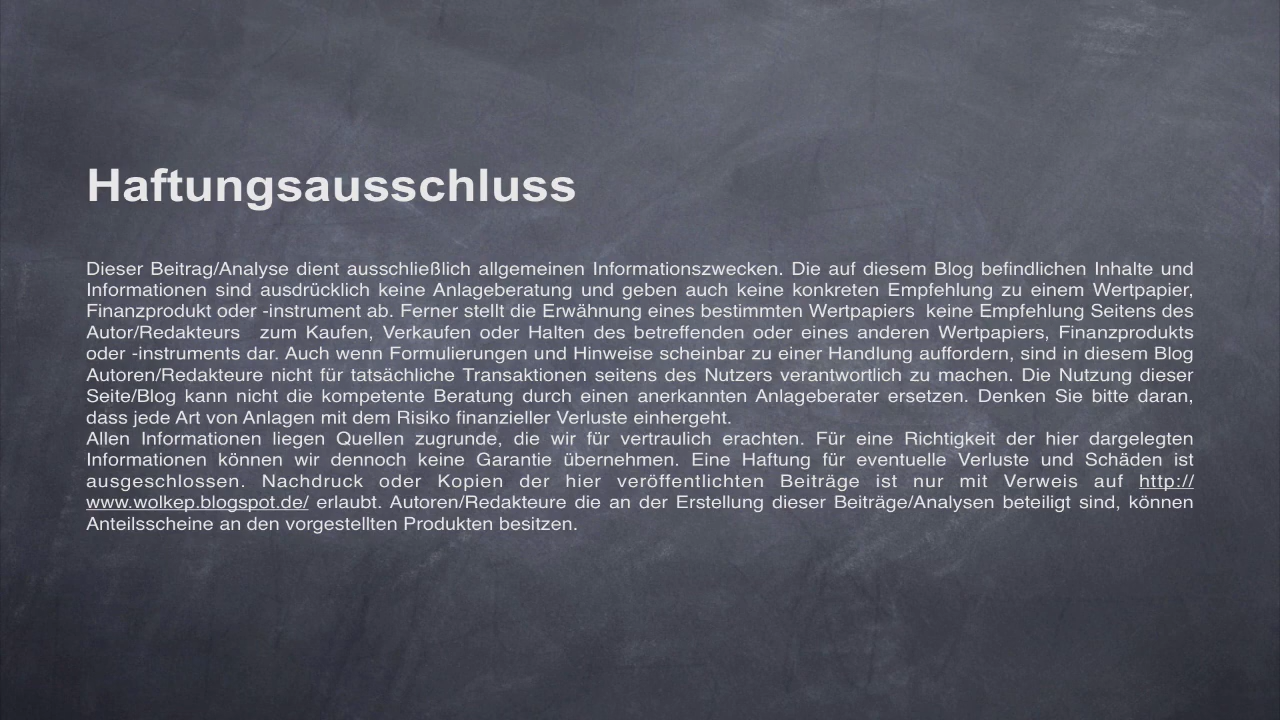 Haftungsausschluss
Dieser Beitrag/Analyse dient ausschließlich allgemeinen Informationszwecken. Die auf diesem Blog befindlichen Inhalte und
Informationen sind ausdrücklich keine Anlageberatung und geben auch keine konkreten Empfehlung zu einem Wertpapier,
Finanzprodukt oder -instrument ab. Ferner stellt die Erwähnung eines bestimmten Wertpapiers  keine Empfehlung Seitens des
Autor/Redakteurs  zum Kaufen, Verkaufen oder Halten des betreffenden oder eines anderen Wertpapiers, Finanzprodukts
oder -instruments dar. Auch wenn Formulierungen und Hinweise scheinbar zu einer Handlung auffordern, sind in diesem Blog
Autoren/Redakteure nicht für tatsächliche Transaktionen seitens des Nutzers verantwortlich zu machen. Die Nutzung dieser
Seite/Blog kann nicht die kompetente Beratung durch einen anerkannten Anlageberater ersetzen. Denken Sie bitte daran,
dass jede Art von Anlagen mit dem Risiko finanzieller Verluste einhergeht.
Allen Informationen liegen Quellen zugrunde, die wir für vertraulich erachten. Für eine Richtigkeit der hier dargelegten
Informationen können wir dennoch keine Garantie übernehmen. Eine Haftung für eventuelle Verluste und Schäden ist
ausgeschlossen. Nachdruck oder Kopien der hier veröffentlichten Beiträge ist nur mit Verweis auf http://
www.wolkep.blogspot.de/ erlaubt. Autoren/Redakteure die an der Erstellung dieser Beiträge/Analysen beteiligt sind, können
Anteilsscheine an den vorgestellten Produkten besitzen.